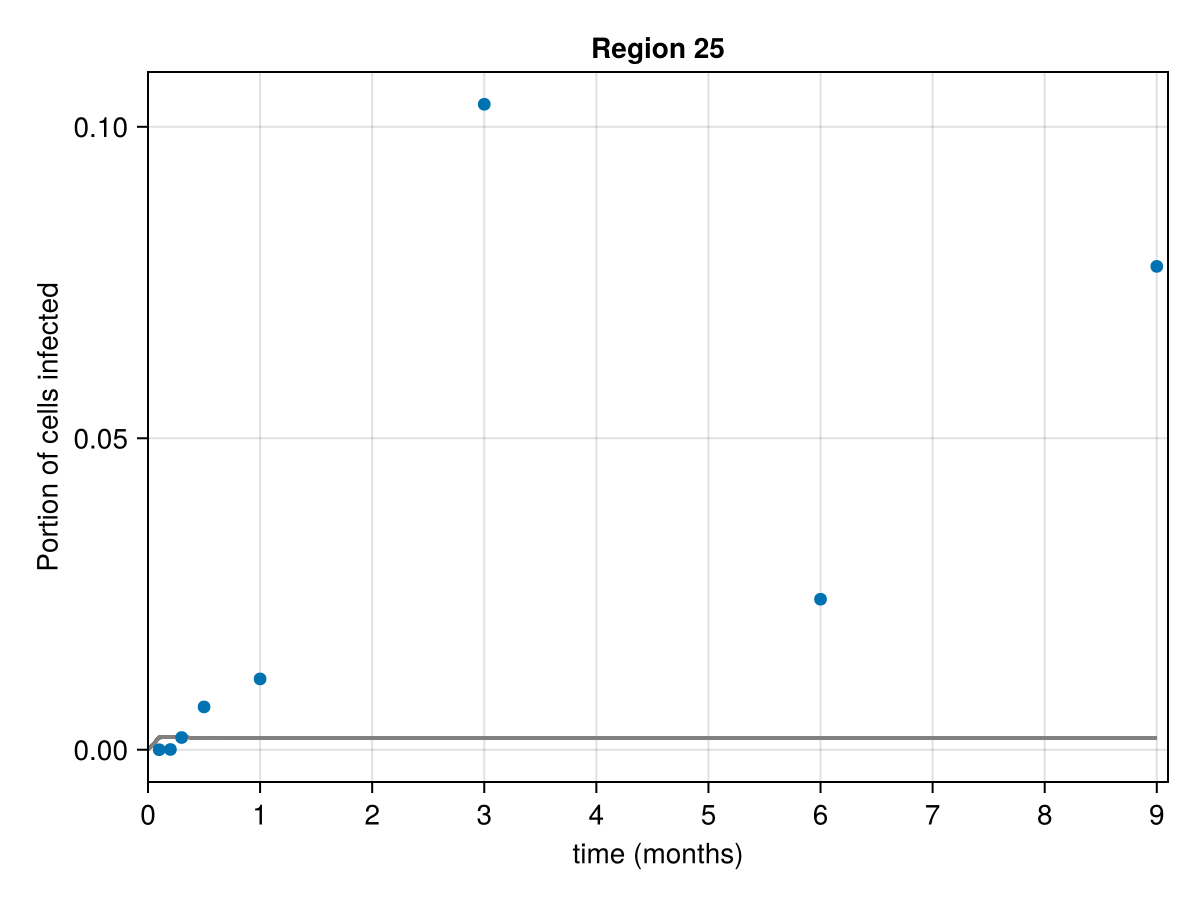 Region 25
0.10
0.05
0.00
Portion of cells infected
0 1 2 3 4 5 6 7 8 9
time (months)